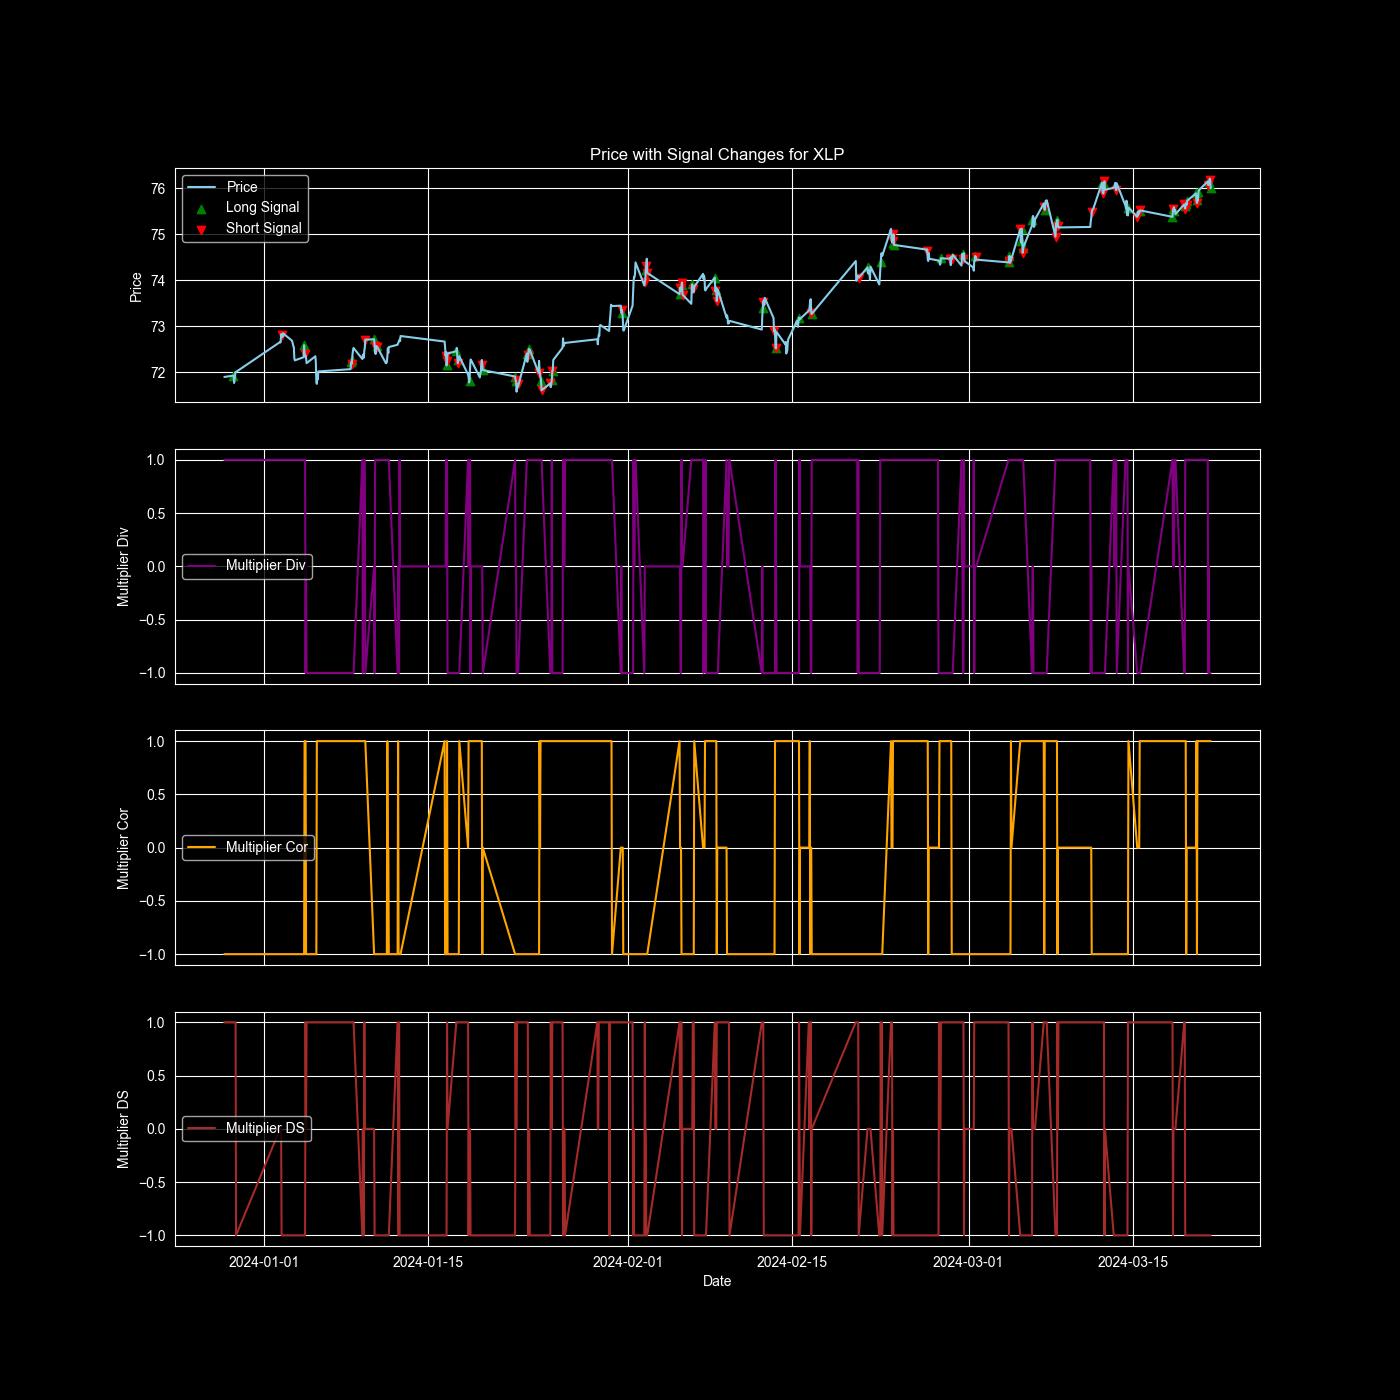 Price with Signal Changes for XLP
76
75
74
73
72
Price
Price
Long Signal
Short Signal
1.0
0.5
0.0
−0.5
−1.0
Multiplier Div
Multiplier Div
1.0
0.5
0.0
−0.5
−1.0
Multiplier Cor
Multiplier Cor
1.0
0.5
0.0
−0.5
−1.0
Multiplier DS
Multiplier DS
2024-01-01 2024-01-15 2024-02-01 2024-02-15 2024-03-01 2024-03-15
Date